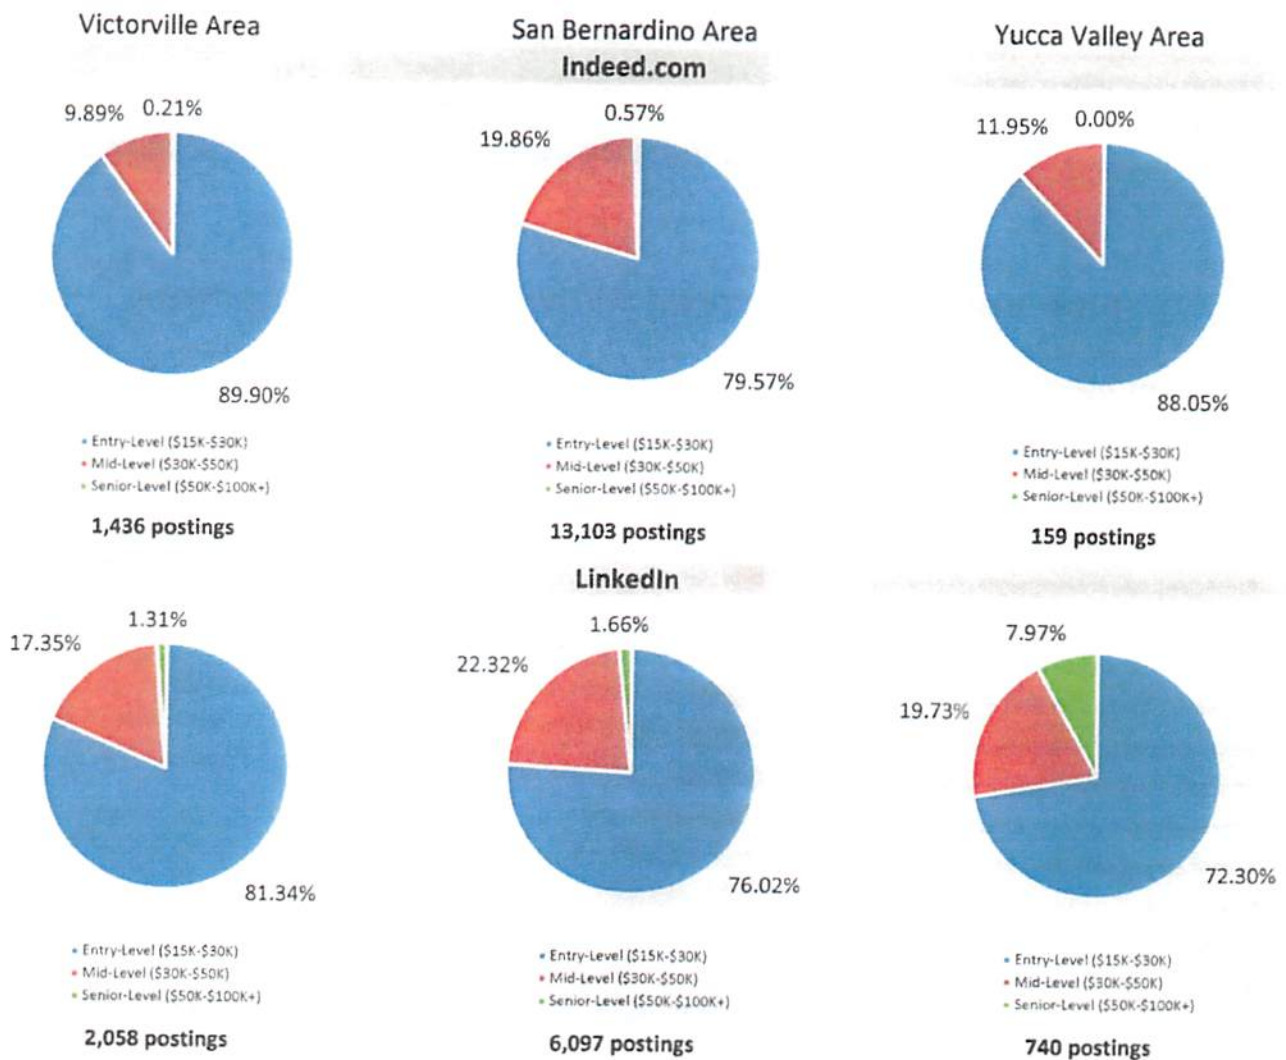 Victorville Area
San Bernardino Area
Yucca Valley Area
Indeed.com
9.89%
0.21%
89.90%
• Entry-Level ($15K-$30K)
• Mid-Level ($30K-$50K)
• Senior-Level ($50K-$100K+)
1,436 postings
19.86%
0.57%
79.57%
• Entry-Level ($15K-$30K)
• Mid-Level ($30K-$50K)
• Senior-Level ($50K-$100K+)
13,103 postings
11.95%
0.00%
88.05%
• Entry-Level ($15K-$30K)
• Mid-Level ($30K-$50K)
• Senior-Level ($50K-$100K+)
159 postings
LinkedIn
17.35%
1.31%
81.34%
• Entry-Level ($15K-$30K)
• Mid-Level ($30K-$50K)
• Senior-Level ($50K-$100K+)
2,058 postings
22.32%
1.66%
76.02%
• Entry-Level ($15K-$30K)
• Mid-Level ($30K-$50K)
• Senior-Level ($50K-$100K+)
6,097 postings
19.73%
7.97%
72.30%
• Entry-Level ($15K-$30K)
• Mid-Level ($30K-$50K)
• Senior-Level ($50K-$100K+)
740 postings